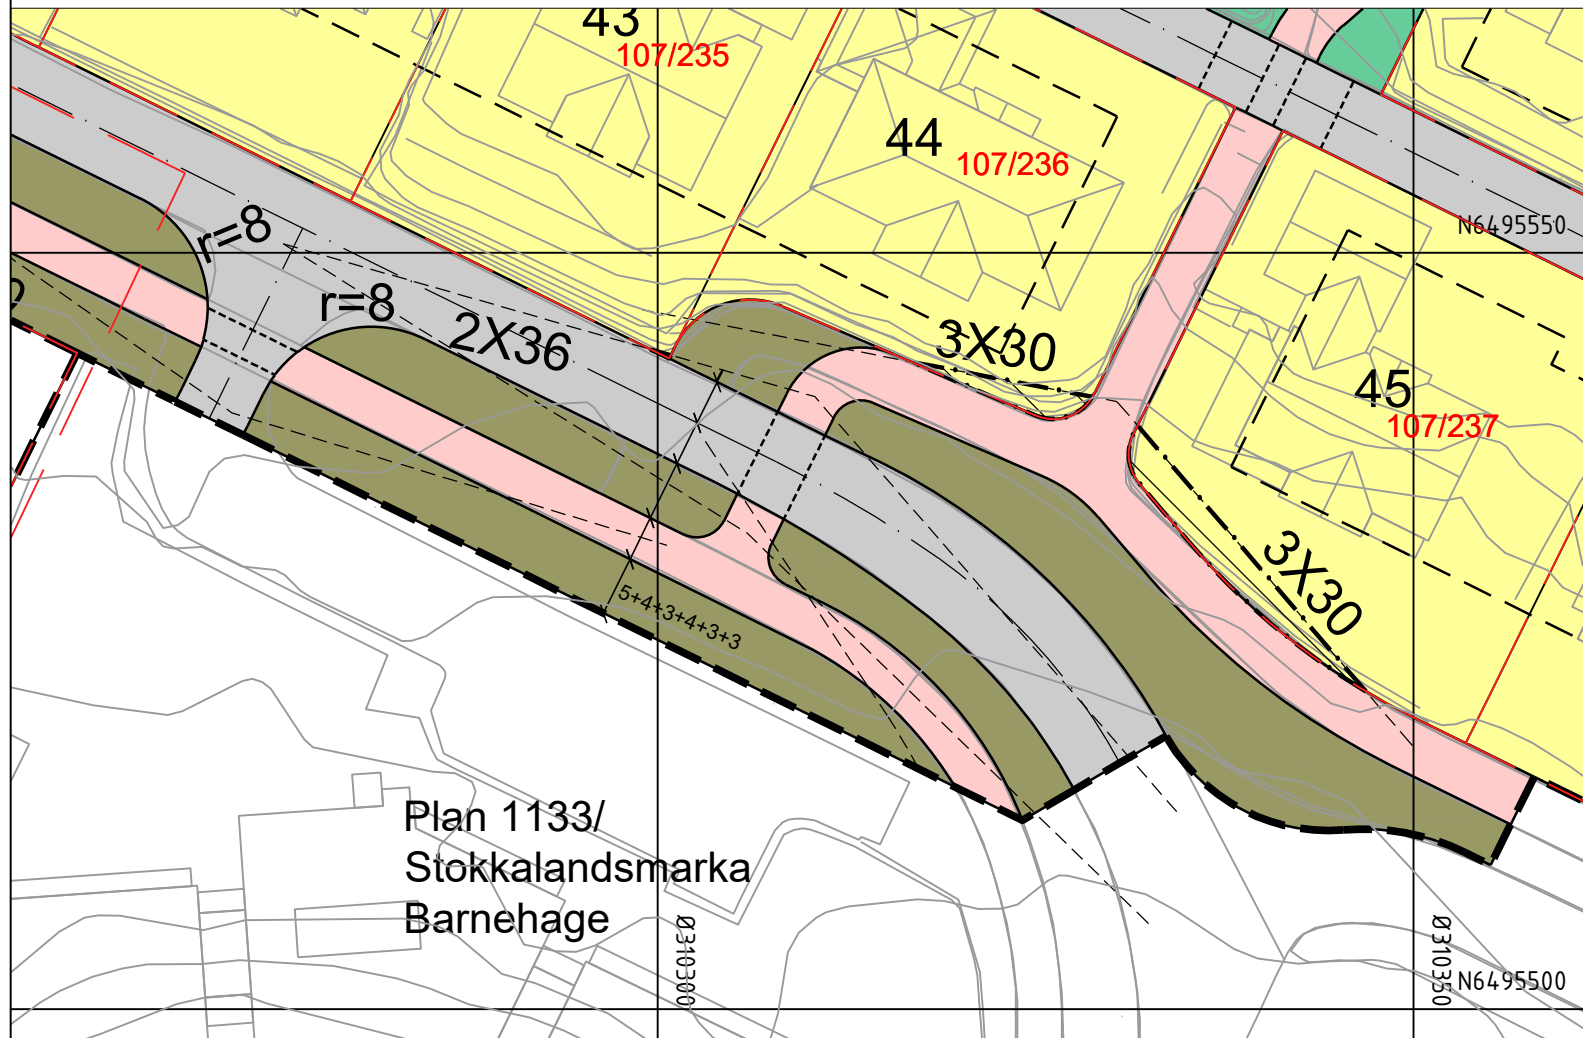 43
107/235
44
107/236
N6495550
r=8
r=8
2X36
3X30
45
107/237
3X30
5+4+3+4+3+3
Plan 1133/
Stokkalandsmarka
Barnehage
Ø310300
Ø310350
N6495500